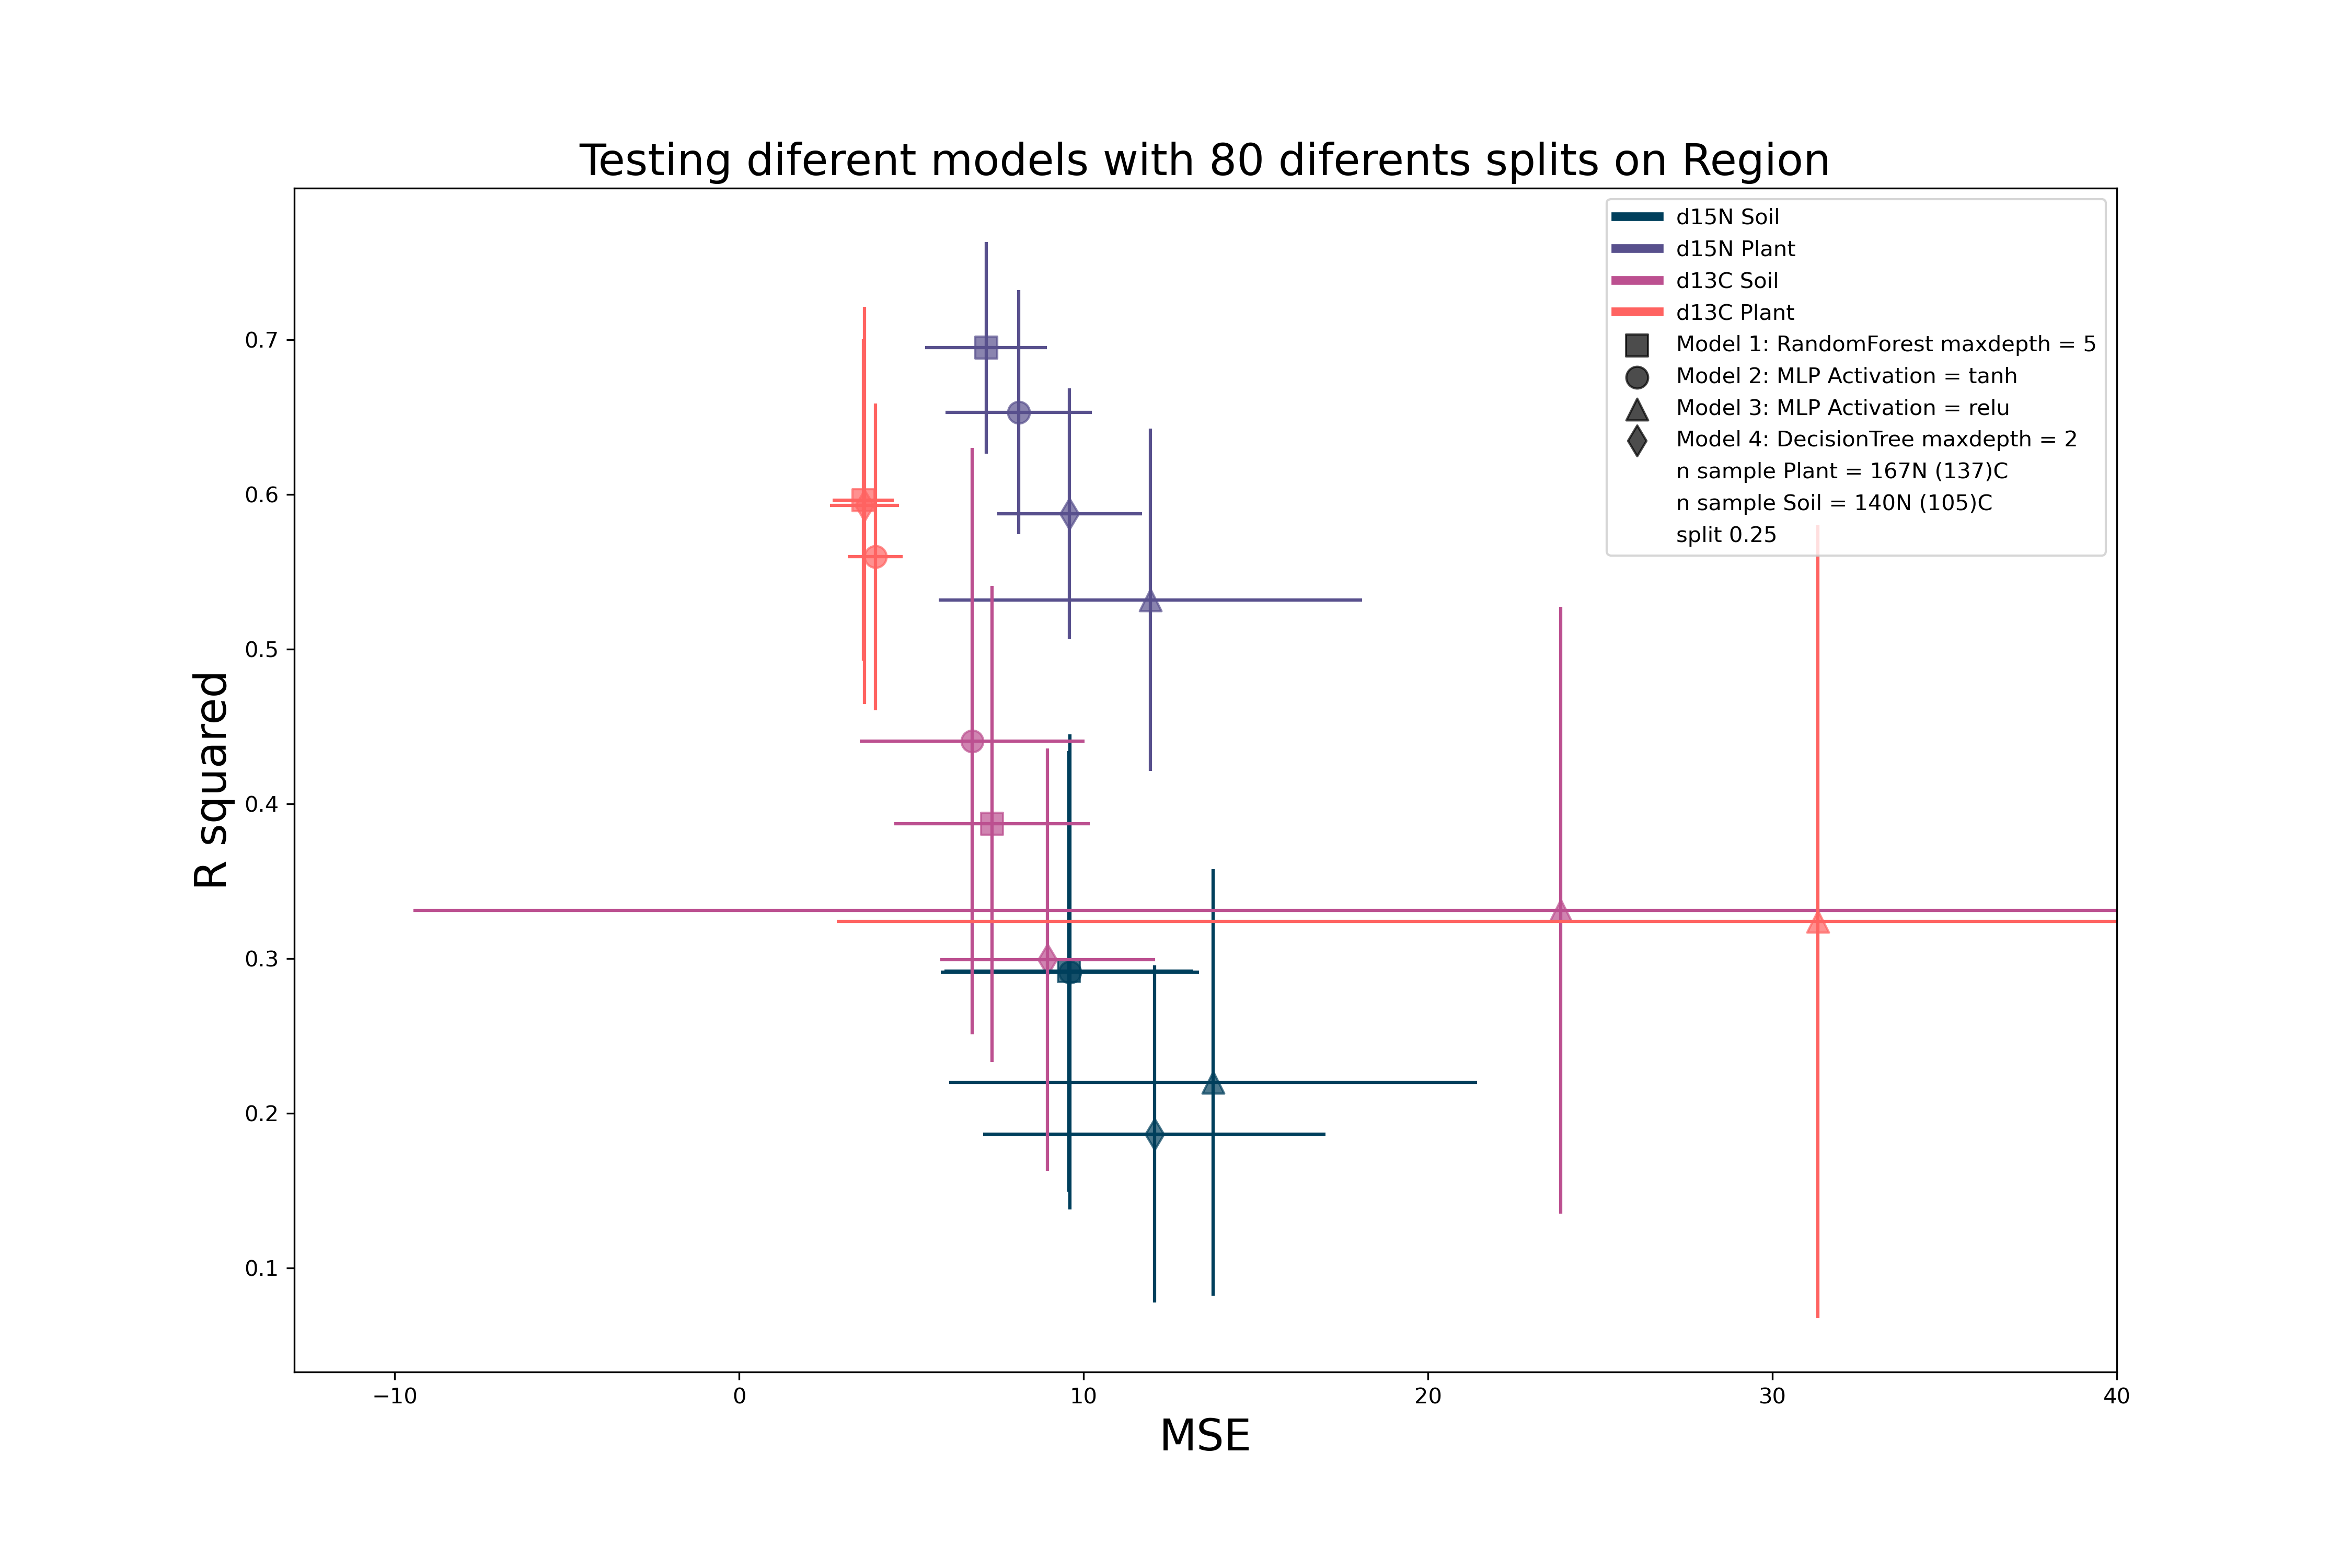 Testing diferent models with 80 diferents splits on Region
d15N Soil
d15N Plant
d13C Soil
d13C Plant
Model 1: RandomForest maxdepth = 5
Model 2: MLP Activation = tanh
Model 3: MLP Activation = relu
Model 4: DecisionTree maxdepth = 2
n sample Plant = 167N (137)C
n sample Soil = 140N (105)C
split 0.25
R squared
0.7
0.6
0.5
0.4
0.3
0.2
0.1
−10
0
10
20
30
40
MSE